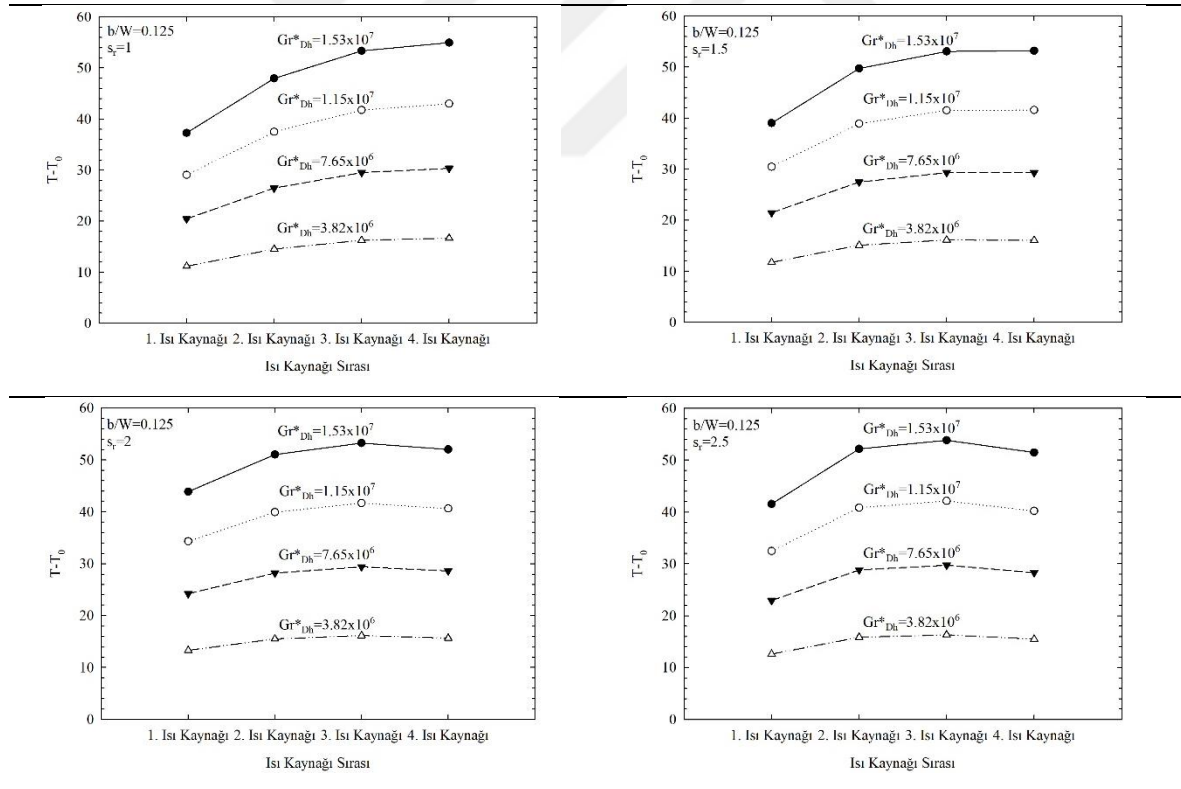 b/W=0.125
s_r=1
Gr*_Dh=1.53x10^7
Gr*_Dh=1.15x10^7
Gr*_Dh=7.65x10^6
Gr*_Dh=3.82x10^6
60
50
40
30
20
10
0
T-T_0
1. Isı Kaynağı 2. Isı Kaynağı 3. Isı Kaynağı 4. Isı Kaynağı
Isı Kaynağı Sırası
b/W=0.125
s_r=1.5
Gr*_Dh=1.53x10^7
Gr*_Dh=1.15x10^7
Gr*_Dh=7.65x10^6
Gr*_Dh=3.82x10^6
60
50
40
30
20
10
0
T-T_0
1. Isı Kaynağı 2. Isı Kaynağı 3. Isı Kaynağı 4. Isı Kaynağı
Isı Kaynağı Sırası
b/W=0.125
s_r=2
Gr*_Dh=1.53x10^7
Gr*_Dh=1.15x10^7
Gr*_Dh=7.65x10^6
Gr*_Dh=3.82x10^6
60
50
40
30
20
10
0
T-T_0
1. Isı Kaynağı 2. Isı Kaynağı 3. Isı Kaynağı 4. Isı Kaynağı
Isı Kaynağı Sırası
b/W=0.125
s_r=2.5
Gr*_Dh=1.53x10^7
Gr*_Dh=1.15x10^7
Gr*_Dh=7.65x10^6
Gr*_Dh=3.82x10^6
60
50
40
30
20
10
0
T-T_0
1. Isı Kaynağı 2. Isı Kaynağı 3. Isı Kaynağı 4. Isı Kaynağı
Isı Kaynağı Sırası